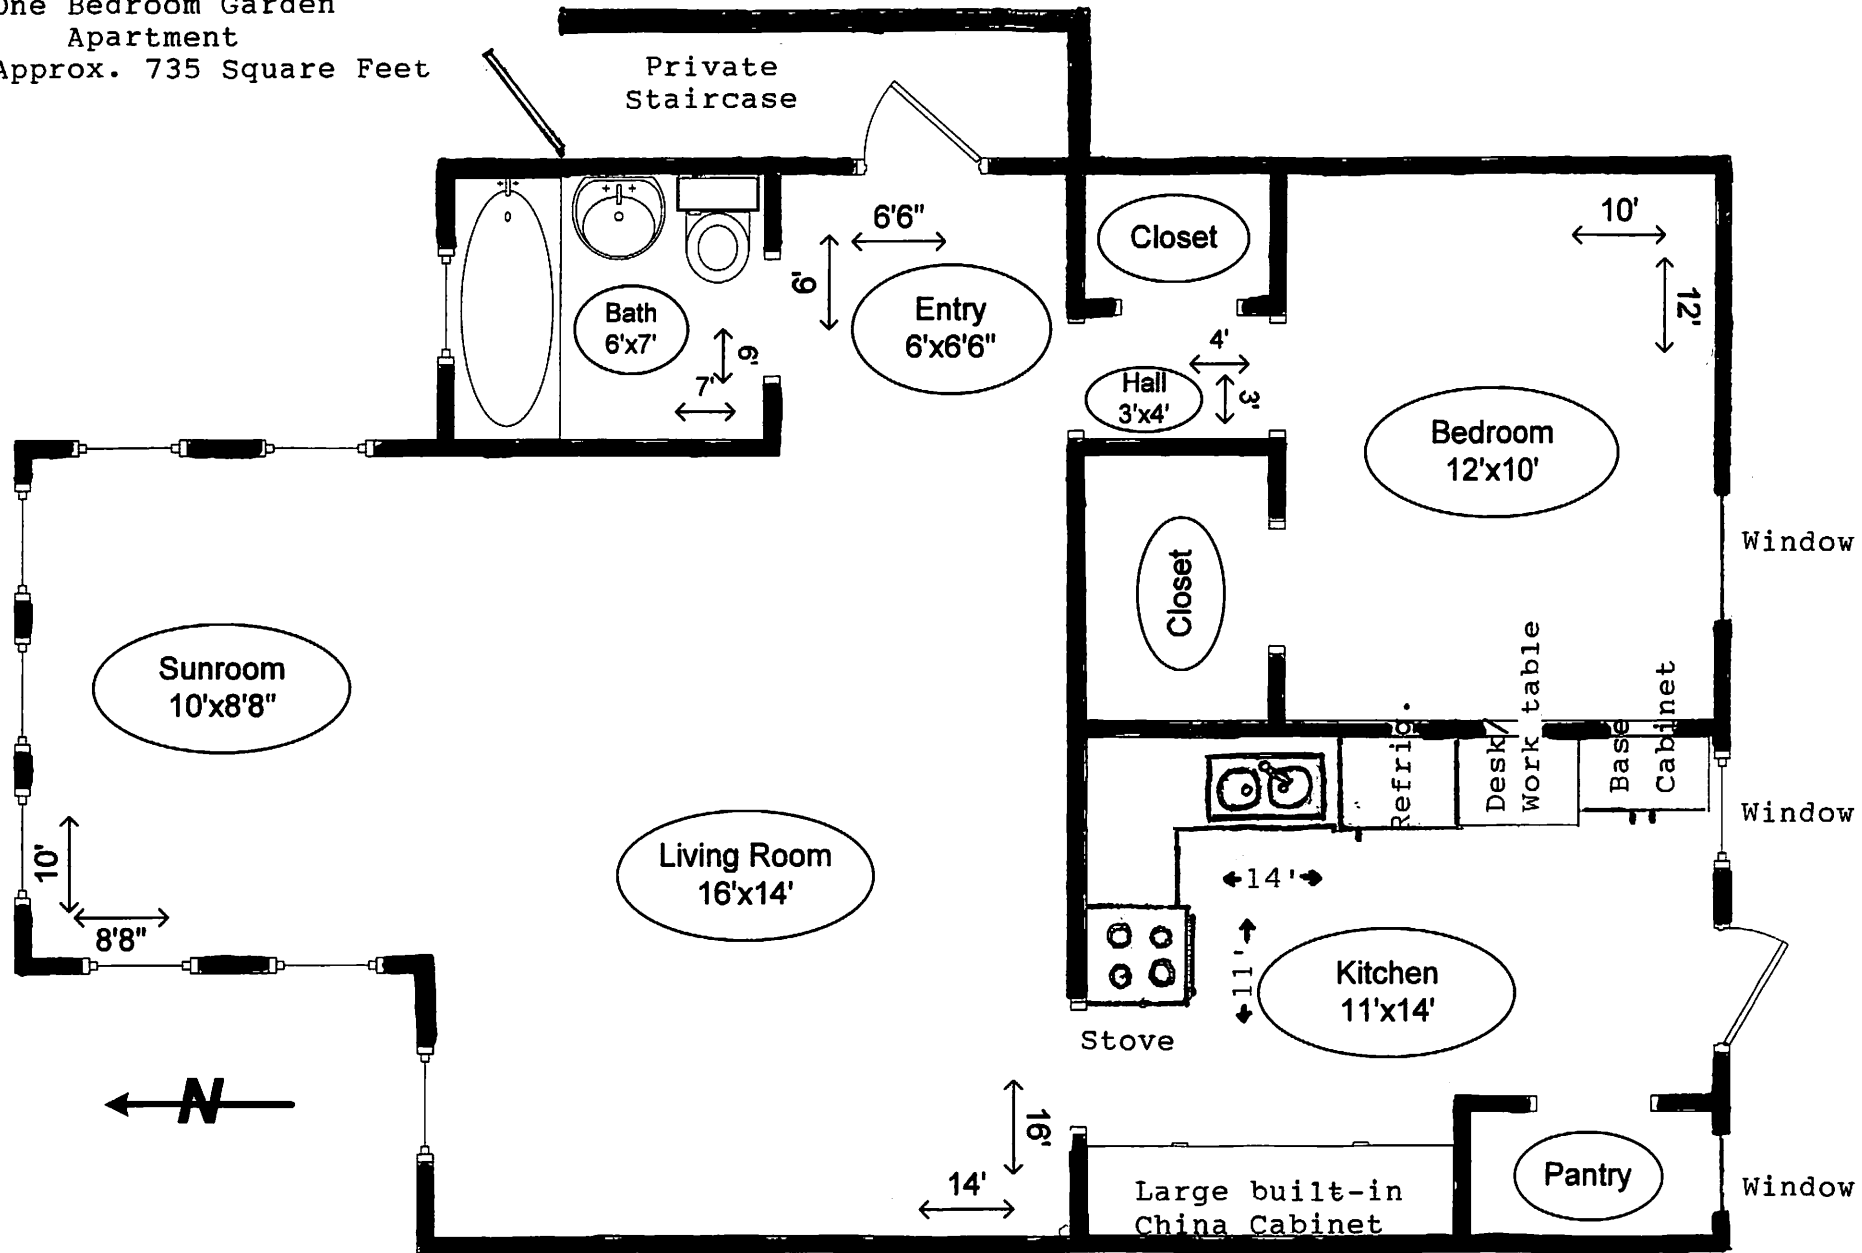 One Bedroom Garden
Apartment
Approx. 735 Square Feet
Private
Staircase
6'6"
6'
Entry
6'x6'6"
Bath
6'x7'
6'
7'
Closet
4'
Hall
3'x4'
3'
10'
12'
Bedroom
12'x10'
Window
Closet
Sunroom
10'x8'8"
10'
8'8"
Living Room
16'x14'
16'
14'
Refrig.
Desk/
Work table
Base
Cabinet
Window
14'
11'
Kitchen
11'x14'
Stove
N
Large built-in
China Cabinet
Pantry
Window